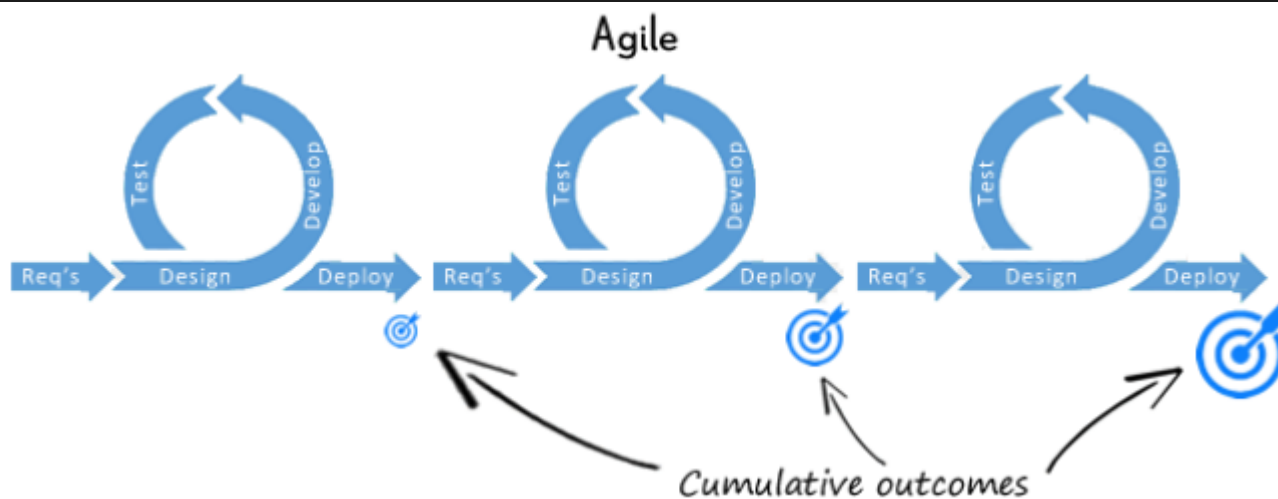 Agile
Test
Develop
Req's
Design
Deploy
Test
Develop
Req's
Design
Deploy
Test
Develop
Req's
Design
Deploy
Cumulative outcomes